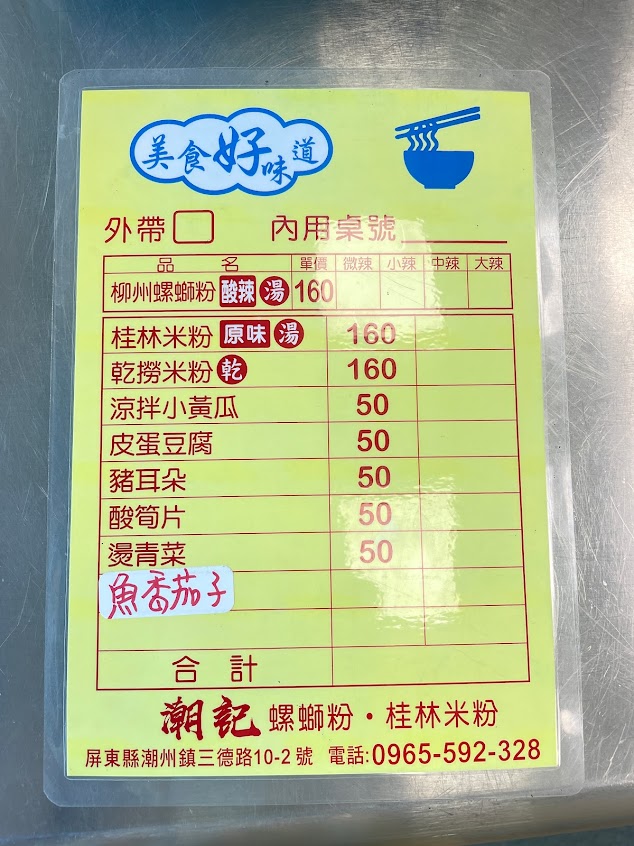 美食好味道
外帶 內用桌號
品名 單價 微辣 小辣 中辣 大辣
柳州螺螄粉 酸辣 湯 160
桂林米粉 原味 湯 160
乾撈米粉 乾 160
涼拌小黃瓜 50
皮蛋豆腐 50
豬耳朵 50
酸筍片 50
燙青菜 50
魚香茄子
合計
潮記 螺螄粉・桂林米粉
屏東縣潮州鎮三德路10-2號 電話:0965-592-328